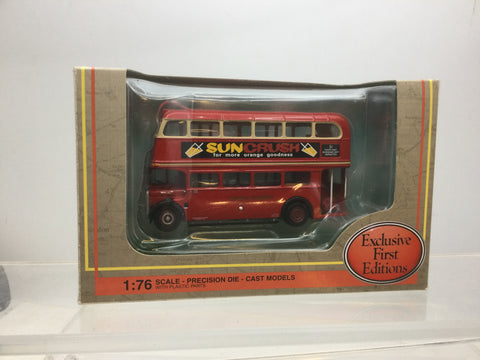 SUNCRUSH
for more orange goodness
Exclusive
First
Editions
1:76 SCALE - PRECISION DIE - CAST MODELS
WITH PLASTIC PARTS